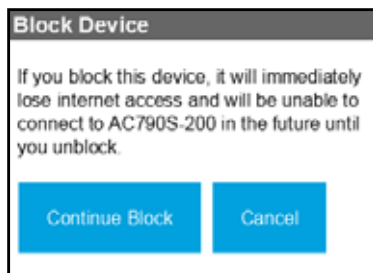 Block Device
If you block this device, it will immediately
lose internet access and will be unable to
connect to AC790S-200 in the future until
you unblock.
Continue Block
Cancel